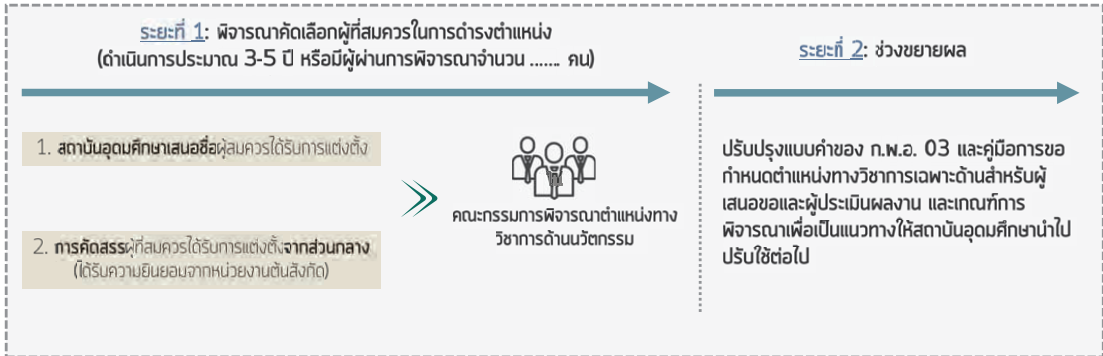 ระยะที่ 1: พิจารณาคัดเลือกผู้ที่สมควรในการดำรงตำแหน่ง
(ดำเนินการประมาณ 3-5 ปี หรือมีผู้ผ่านการพิจารณาจำนวน ....... คน)
1. สถาบันอุดมศึกษาเสนอชื่อผู้สมควรได้รับการแต่งตั้ง
2. การคัดสรรผู้ที่สมควรได้รับการแต่งตั้งจากส่วนกลาง
(ได้รับความยินยอมจากหน่วยงานต้นสังกัด)
คณะกรรมการพิจารณาตำแหน่งทาง
วิชาการด้านนวัตกรรม
ระยะที่ 2: ช่วงขยายผล
ปรับปรุงแบบคำของ ก.พ.อ. 03 และคู่มือการขอ
กำหนดตำแหน่งทางวิชาการเฉพาะด้านสำหรับผู้
เสนอขอและผู้ประเมินผลงาน และเกณฑ์การ
พิจารณาเพื่อเป็นแนวทางให้สถาบันอุดมศึกษานำไป
ปรับใช้ต่อไป